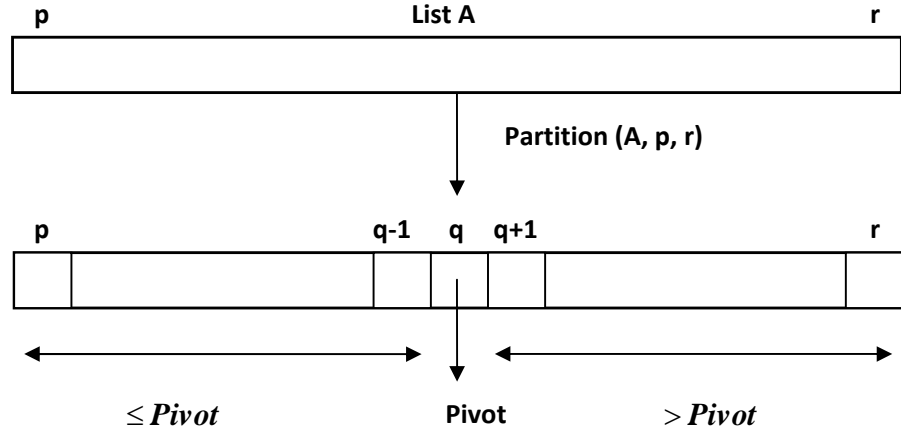 p List A r
Partition (A, p, r)
p q-1 q q+1 r
≤ Pivot Pivot > Pivot